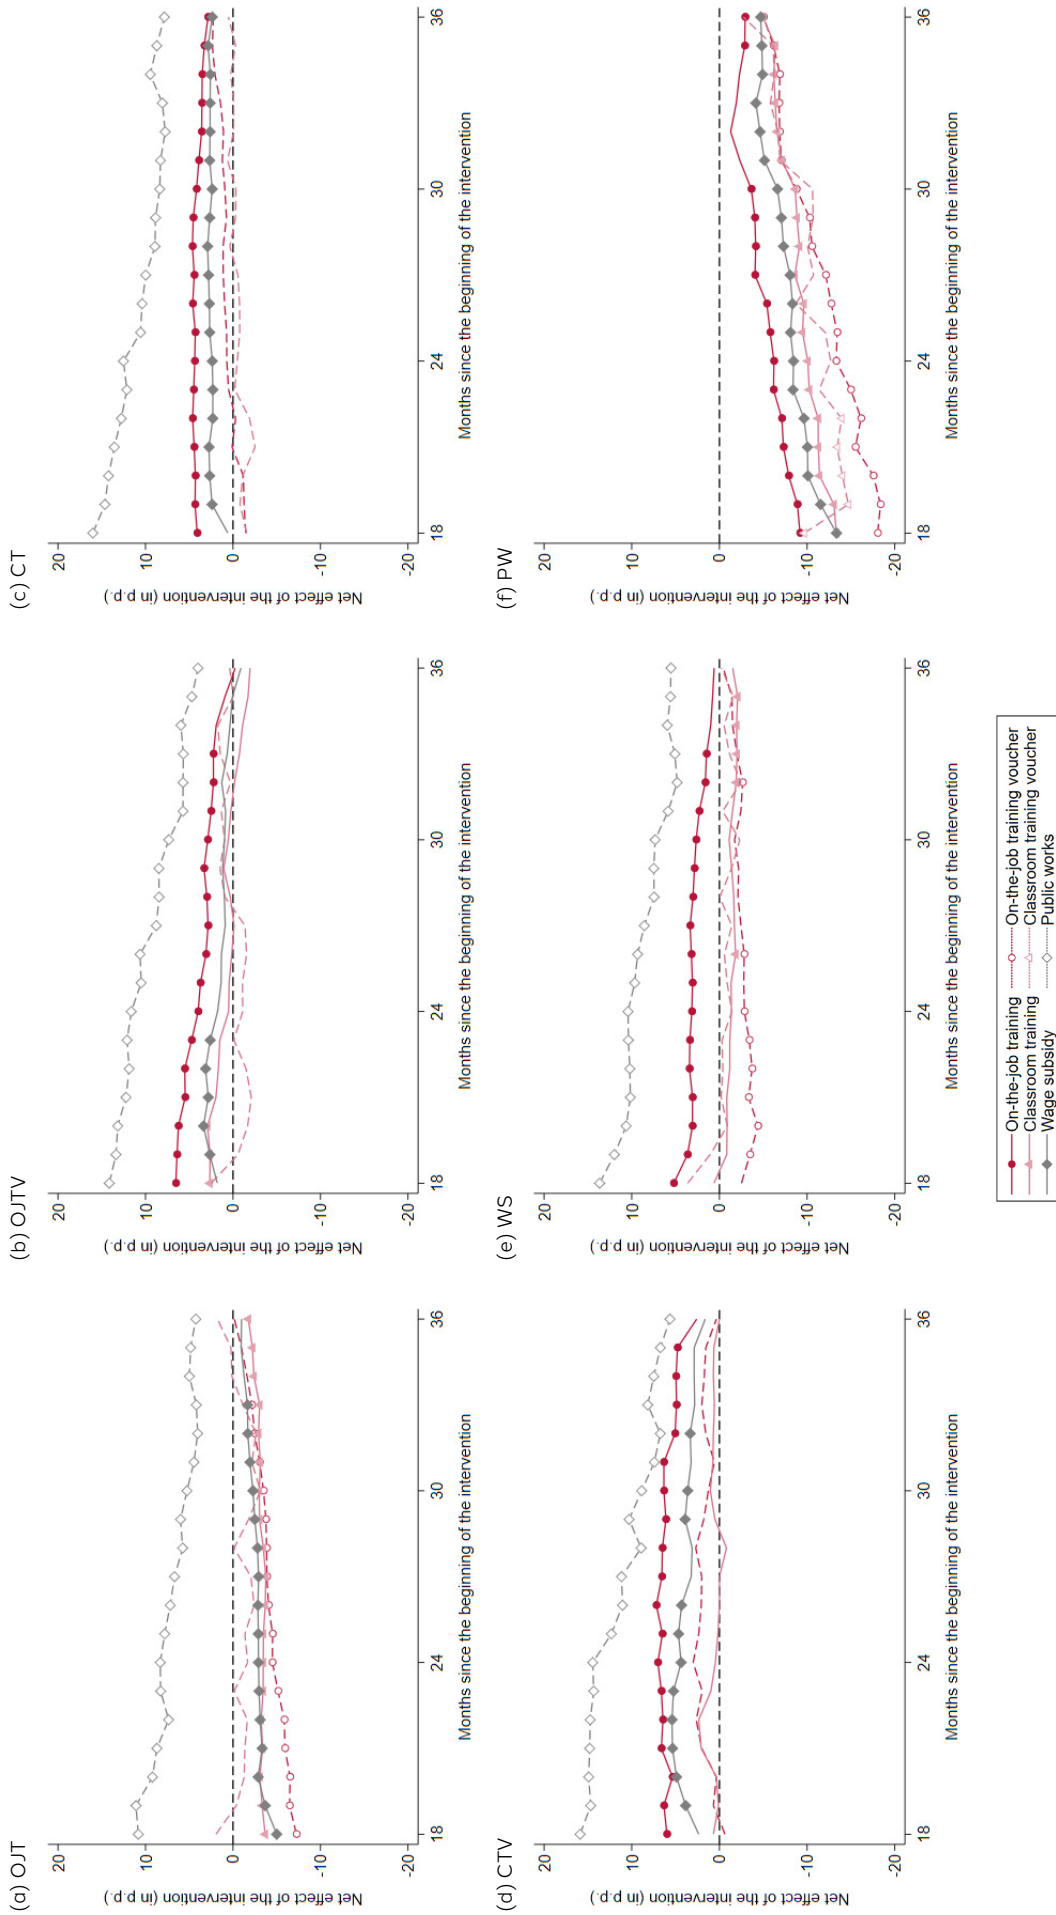 (a) OJT
Net effect of the intervention (in p.p.)
20
10
0
-10
-20
18
24
30
36
Months since the beginning of the intervention
(b) OJTV
Net effect of the intervention (in p.p.)
20
10
0
-10
-20
18
24
30
36
Months since the beginning of the intervention
(c) CT
Net effect of the intervention (in p.p.)
20
10
0
-10
-20
18
24
30
36
Months since the beginning of the intervention
(d) CTV
Net effect of the intervention (in p.p.)
20
10
0
-10
-20
18
24
30
36
Months since the beginning of the intervention
(e) WS
Net effect of the intervention (in p.p.)
20
10
0
-10
-20
18
24
30
36
Months since the beginning of the intervention
(f) PW
Net effect of the intervention (in p.p.)
20
10
0
-10
-20
18
24
30
36
Months since the beginning of the intervention
On-the-job training
On-the-job training voucher
Classroom training
Classroom training voucher
Wage subsidy
Public works